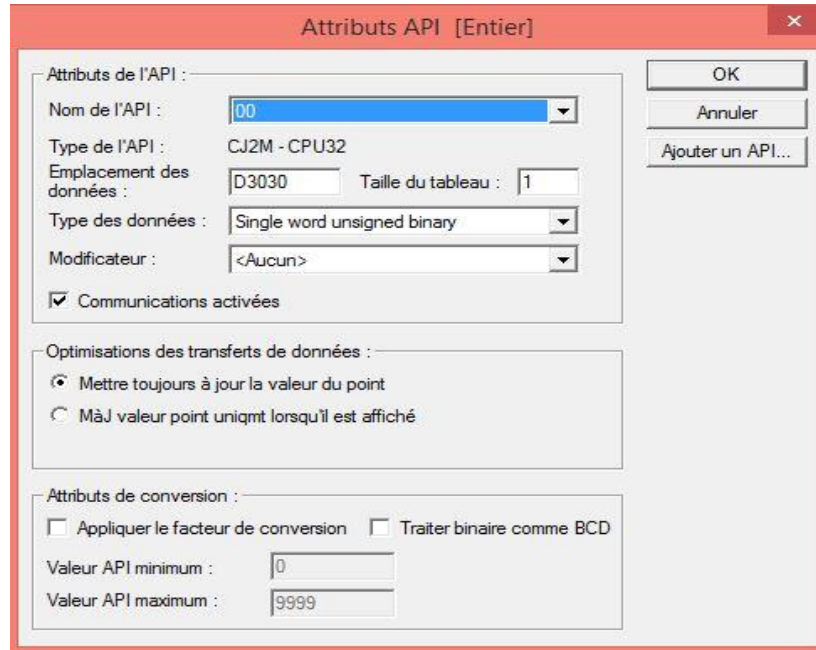 Attributs API [Entier]
Attributs de l'API :
Nom de l'API : 00
Type de l'API : CJ2M - CPU32
Emplacement des données : D3030 Taille du tableau : 1
Type des données : Single word unsigned binary
Modificateur : <Aucun>
Communications activées
Optimisations des transferts de données :
Mettre toujours à jour la valeur du point
MàJ valeur point uniqmt lorsqu'il est affiché
Attributs de conversion :
Appliquer le facteur de conversion Traiter binaire comme BCD
Valeur API minimum : 0
Valeur API maximum : 9999
OK
Annuler
Ajouter un API...